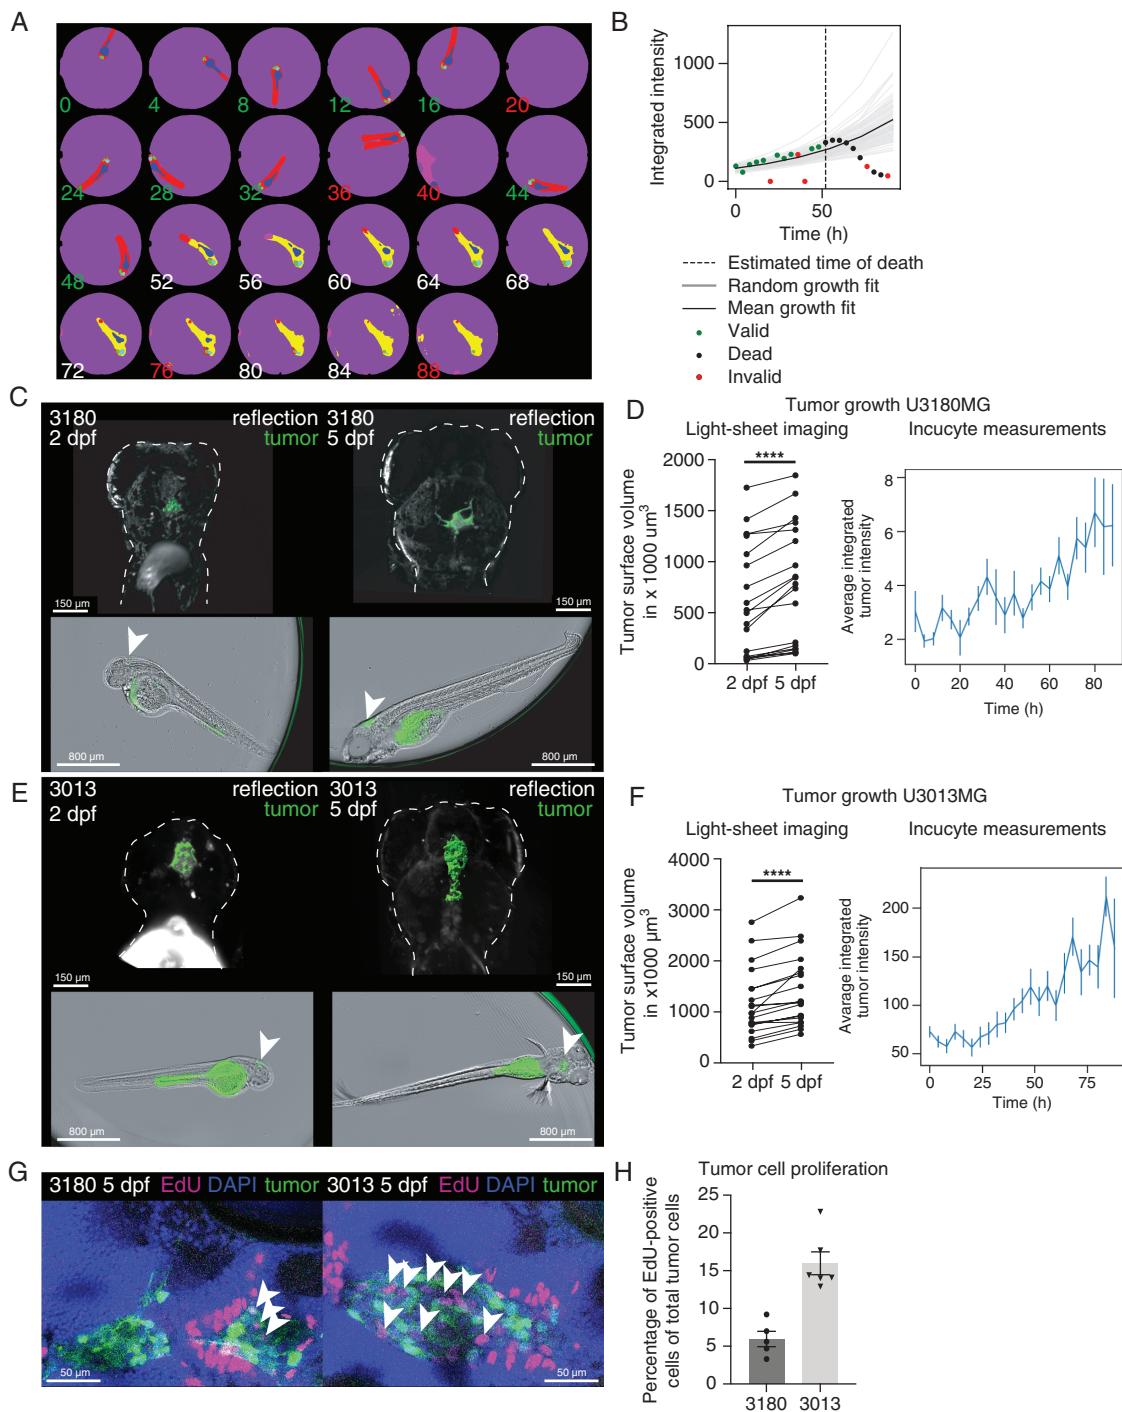 A
0 4 8 12 16 20
24 28 32 36 40 44
48 52 56 60 64 68
72 76 80 84 88
B
Integrated intensity
1000
500
0
0 50
Time (h)
Estimated time of death
Random growth fit
Mean growth fit
Valid
Dead
Invalid
C
3180
2 dpf
reflection
tumor
150 µm
3180
5 dpf
reflection
tumor
150 µm
800 µm
800 µm
D
Tumor growth U3180MG
Light-sheet imaging
Tumor surface volume
in x 1000 um³
2000
1500
1000
500
0
****
2 dpf 5 dpf
Incucyte measurements
Average integrated
tumor intensity
8
6
4
2
0 20 40 60 80
Time (h)
E
3013
2 dpf
reflection
tumor
150 µm
3013
5 dpf
reflection
tumor
150 µm
800 µm
800 µm
F
Tumor growth U3013MG
Light-sheet imaging
Tumor surface volume
in x1000 µm³
4000
3000
2000
1000
0
****
2 dpf 5 dpf
Incucyte measurements
Avarage integrated
tumor intensity
200
150
100
50
0 25 50 75
Time (h)
G
3180 5 dpf EdU DAPI tumor
50 µm
3013 5 dpf EdU DAPI tumor
50 µm
H
Tumor cell proliferation
Percentage of EdU-positive
cells of total tumor cells
25
20
15
10
5
0
3180 3013